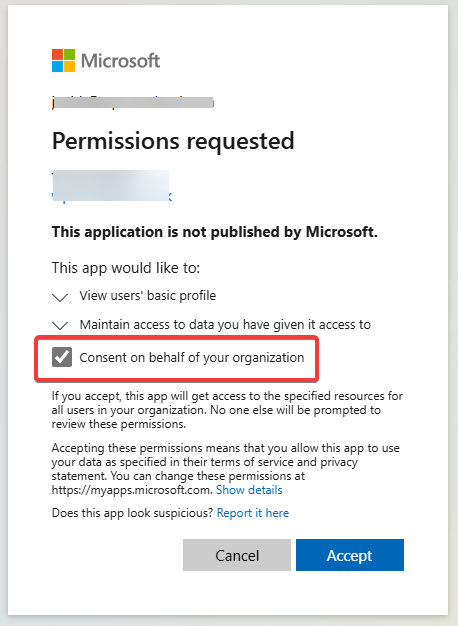 Microsoft
Permissions requested
This application is not published by Microsoft.
This app would like to:
View users' basic profile
Maintain access to data you have given it access to
Consent on behalf of your organization
If you accept, this app will get access to the specified resources for
all users in your organization. No one else will be prompted to
review these permissions.
Accepting these permissions means that you allow this app to use
your data as specified in their terms of service and privacy
statement. You can change these permissions at
https://myapps.microsoft.com. Show details
Does this app look suspicious? Report it here
Cancel
Accept